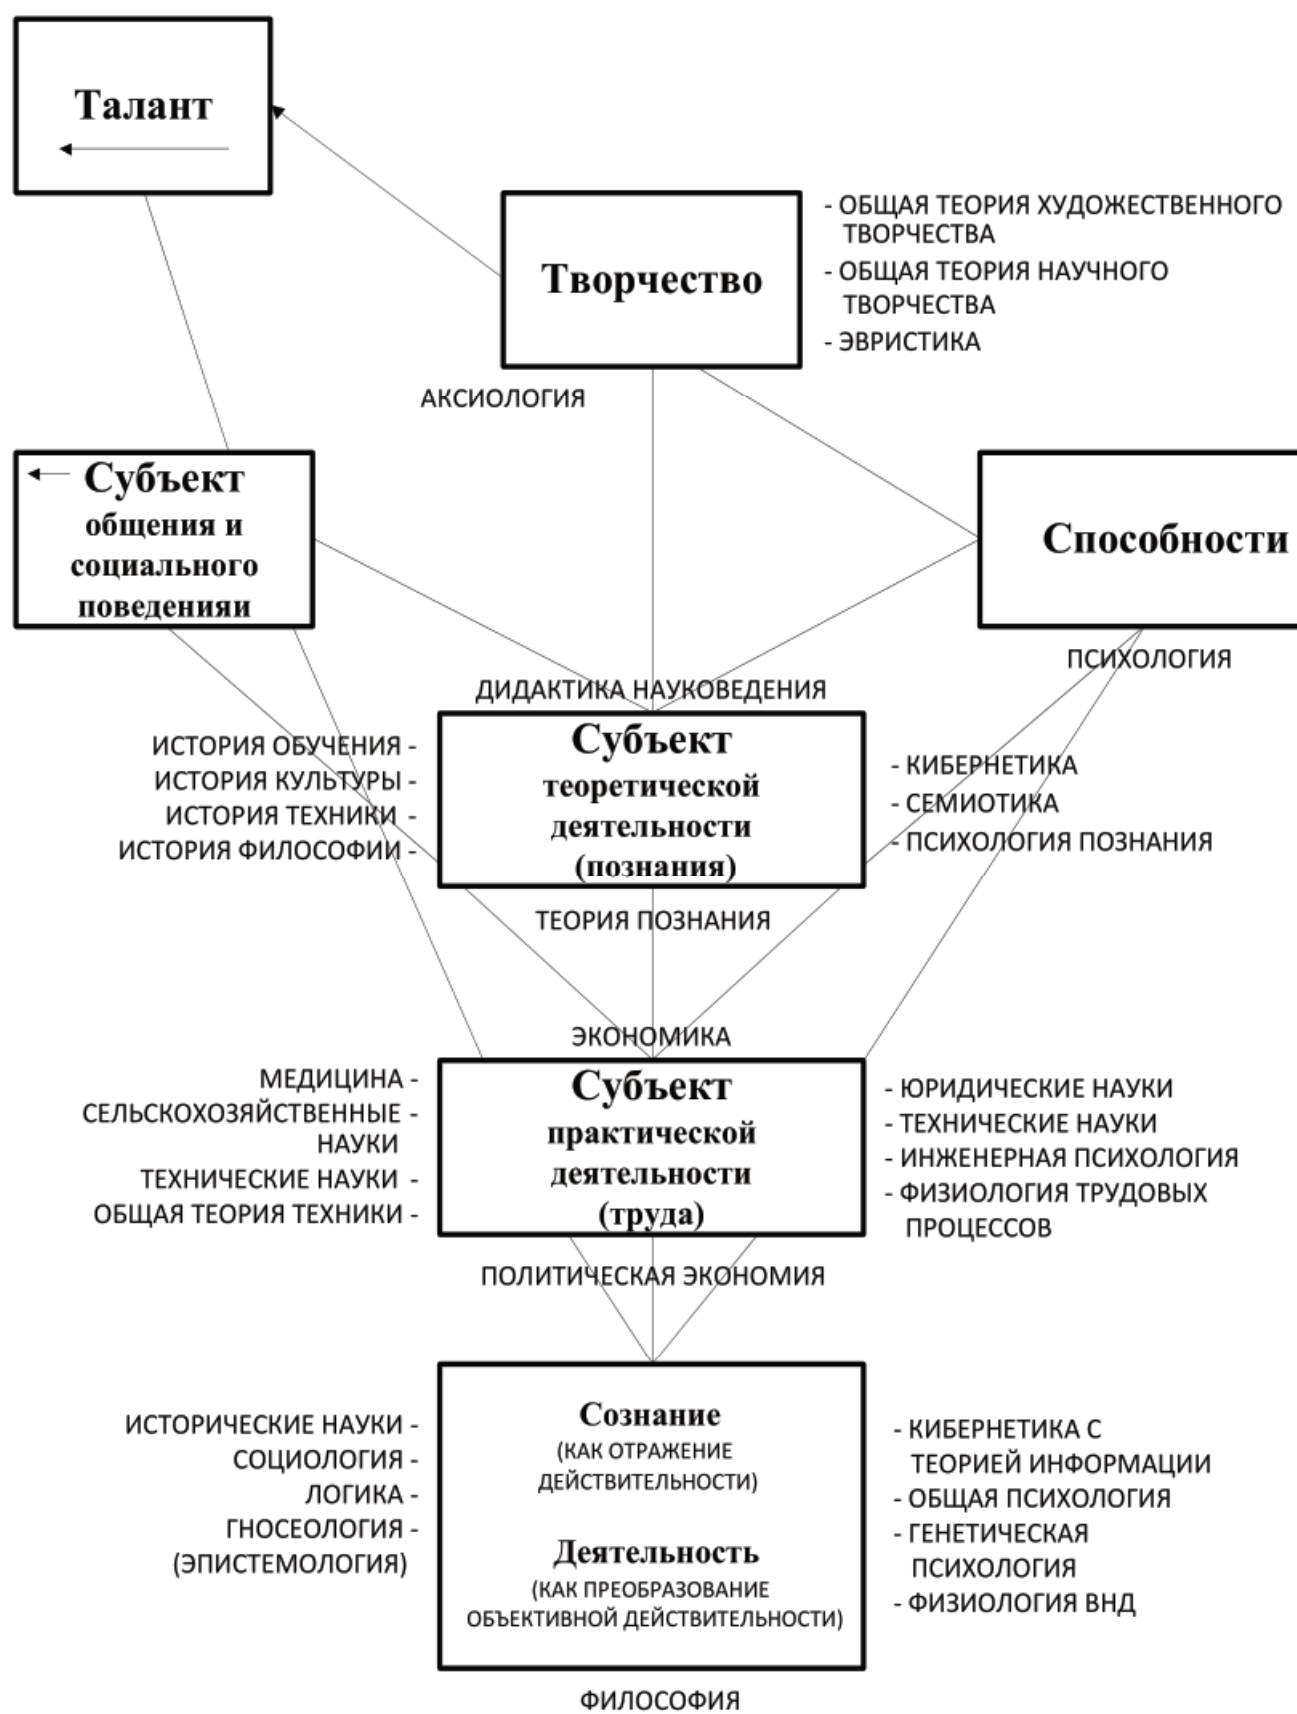 Талант
Творчество
- ОБЩАЯ ТЕОРИЯ ХУДОЖЕСТВЕННОГО
ТВОРЧЕСТВА
- ОБЩАЯ ТЕОРИЯ НАУЧНОГО
ТВОРЧЕСТВА
- ЭВРИСТИКА
АКСИОЛОГИЯ
Субъект
общения и
социального
поведенияи
Способности
ПСИХОЛОГИЯ
ДИДАКТИКА НАУКОВЕДЕНИЯ
ИСТОРИЯ ОБУЧЕНИЯ -
ИСТОРИЯ КУЛЬТУРЫ -
ИСТОРИЯ ТЕХНИКИ -
ИСТОРИЯ ФИЛОСОФИИ -
Субъект
теоретической
деятельности
(познания)
- КИБЕРНЕТИКА
- СЕМИОТИКА
- ПСИХОЛОГИЯ ПОЗНАНИЯ
ТЕОРИЯ ПОЗНАНИЯ
ЭКОНОМИКА
МЕДИЦИНА -
СЕЛЬСКОХОЗЯЙСТВЕННЫЕ -
НАУКИ
ТЕХНИЧЕСКИЕ НАУКИ -
ОБЩАЯ ТЕОРИЯ ТЕХНИКИ -
Субъект
практической
деятельности
(труда)
- ЮРИДИЧЕСКИЕ НАУКИ
- ТЕХНИЧЕСКИЕ НАУКИ
- ИНЖЕНЕРНАЯ ПСИХОЛОГИЯ
- ФИЗИОЛОГИЯ ТРУДОВЫХ
ПРОЦЕССОВ
ПОЛИТИЧЕСКАЯ ЭКОНОМИЯ
ИСТОРИЧЕСКИЕ НАУКИ -
СОЦИОЛОГИЯ -
ЛОГИКА -
ГНОСЕОЛОГИЯ -
(ЭПИСТЕМОЛОГИЯ)
Сознание
(КАК ОТРАЖЕНИЕ
ДЕЙСТВИТЕЛЬНОСТИ)
Деятельность
(КАК ПРЕОБРАЗОВАНИЕ
ОБЪЕКТИВНОЙ ДЕЙСТВИТЕЛЬНОСТИ)
- КИБЕРНЕТИКА С
ТЕОРИЕЙ ИНФОРМАЦИИ
- ОБЩАЯ ПСИХОЛОГИЯ
- ГЕНЕТИЧЕСКАЯ
ПСИХОЛОГИЯ
- ФИЗИОЛОГИЯ ВНД
ФИЛОСОФИЯ